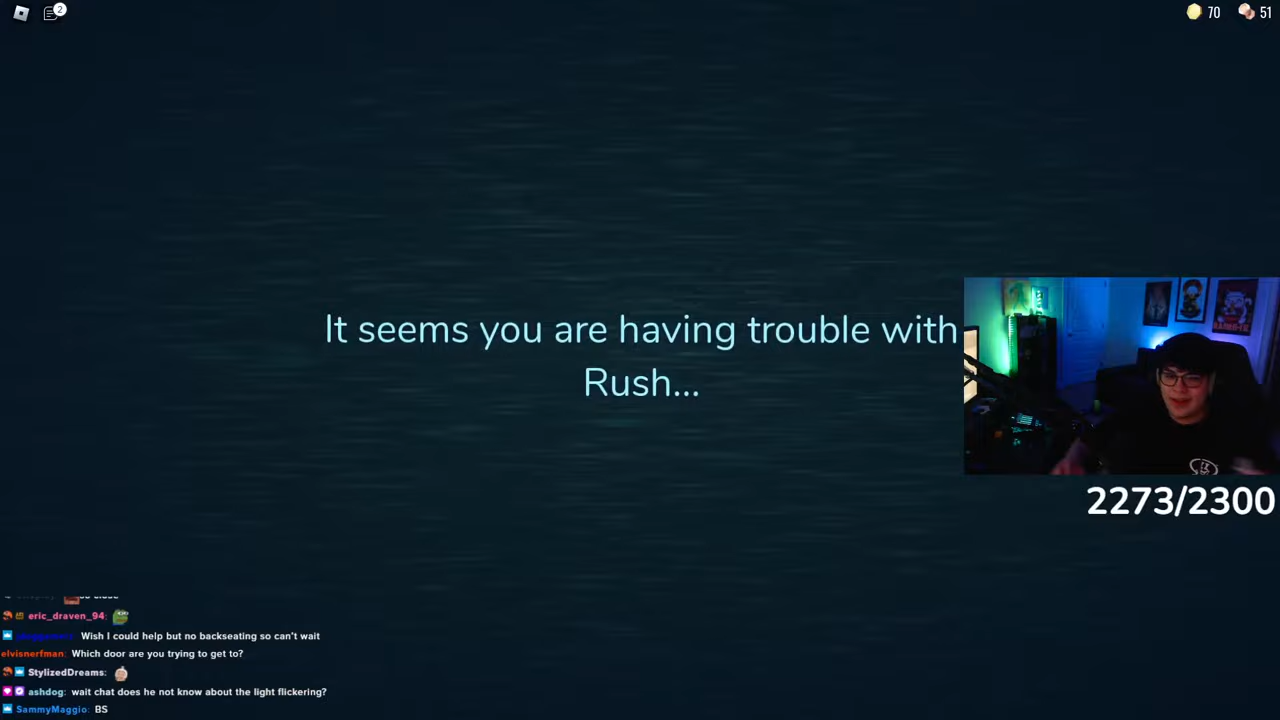 2
70
51
It seems you are having trouble with
Rush...
2273/2300
eric_draven_94:
Wish I could help but no backseating so can't wait
elvisnerfman: Which door are you trying to get to?
StylizedDreams:
ashdog: wait chat does he not know about the light flickering?
SammyMaggio: BS